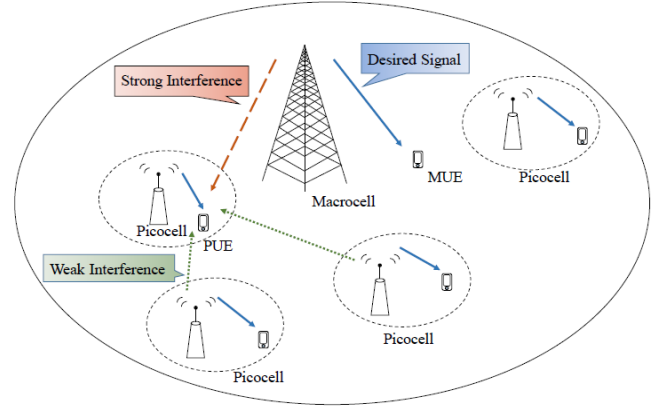 Desired Signal
Strong Interference
MUE
Picocell
Macrocell
Picocell
PUE
Weak Interference
Picocell
Picocell